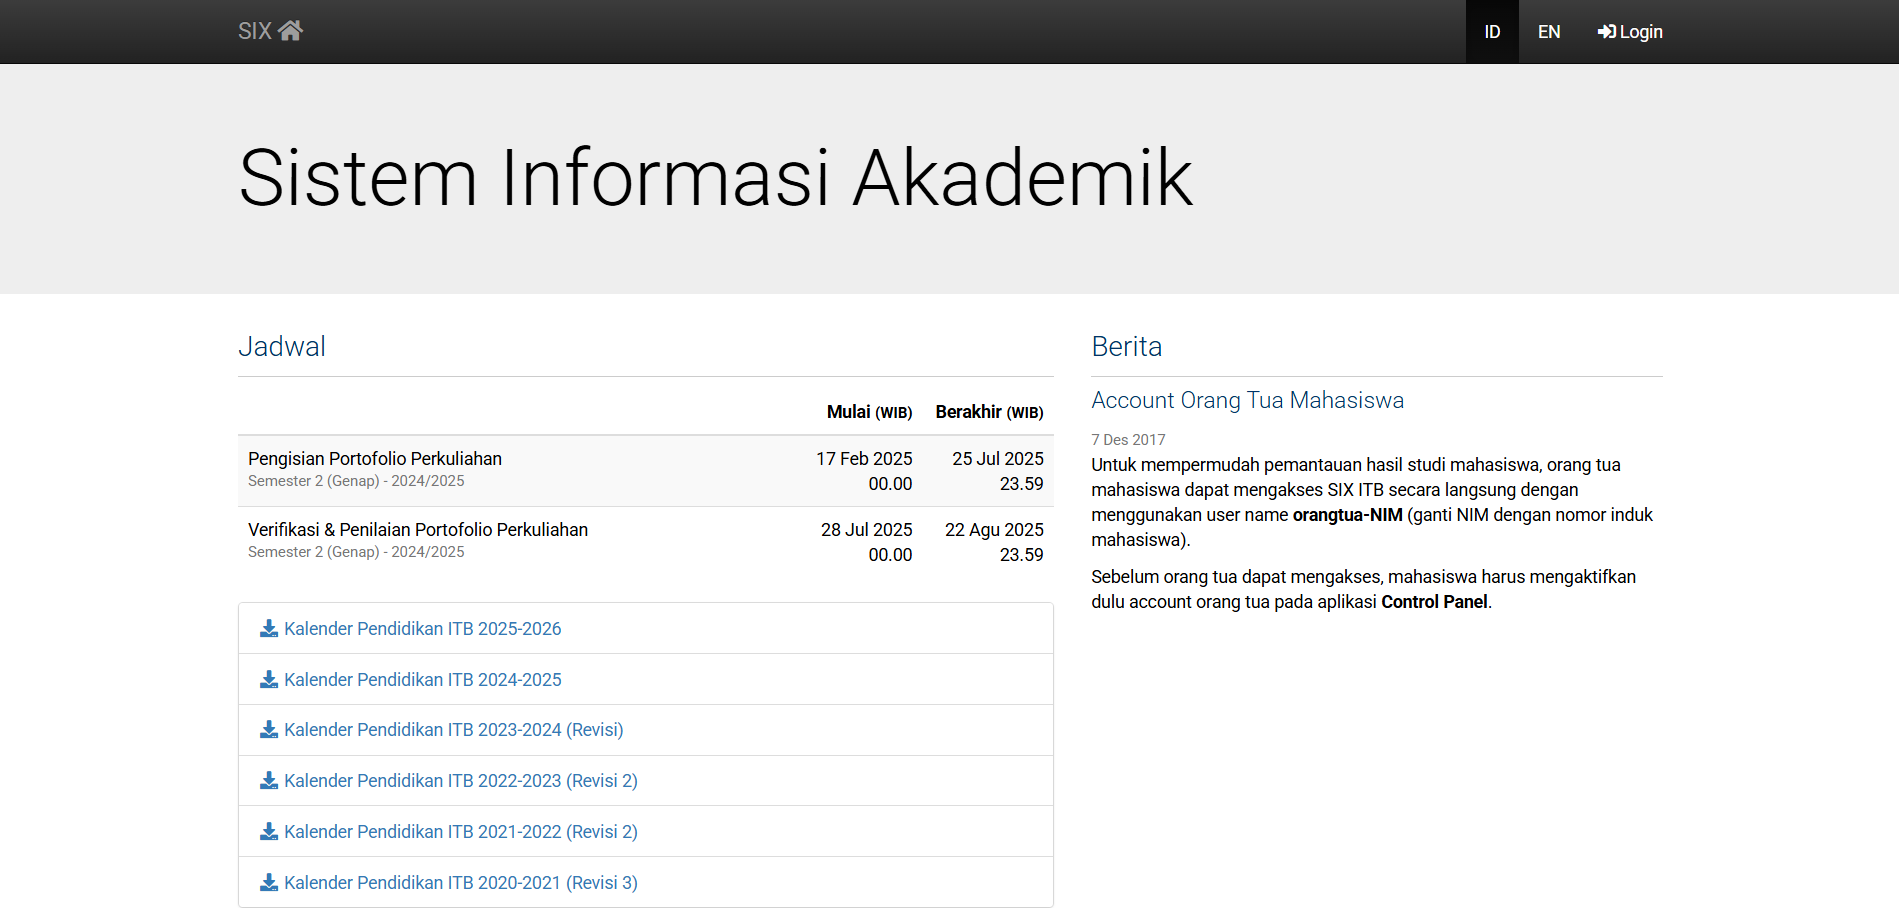 SIX
ID
EN
Login
Sistem Informasi Akademik
Jadwal
Mulai (WIB) Berakhir (WIB)
Pengisian Portofolio Perkuliahan 17 Feb 2025 25 Jul 2025
Semester 2 (Genap) - 2024/2025 00.00 23.59
Verifikasi & Penilaian Portofolio Perkuliahan 28 Jul 2025 22 Agu 2025
Semester 2 (Genap) - 2024/2025 00.00 23.59
Kalender Pendidikan ITB 2025-2026
Kalender Pendidikan ITB 2024-2025
Kalender Pendidikan ITB 2023-2024 (Revisi)
Kalender Pendidikan ITB 2022-2023 (Revisi 2)
Kalender Pendidikan ITB 2021-2022 (Revisi 2)
Kalender Pendidikan ITB 2020-2021 (Revisi 3)
Berita
Account Orang Tua Mahasiswa
7 Des 2017
Untuk mempermudah pemantauan hasil studi mahasiswa, orang tua
mahasiswa dapat mengakses SIX ITB secara langsung dengan
menggunakan user name orangtua-NIM (ganti NIM dengan nomor induk
mahasiswa).
Sebelum orang tua dapat mengakses, mahasiswa harus mengaktifkan
dulu account orang tua pada aplikasi Control Panel.